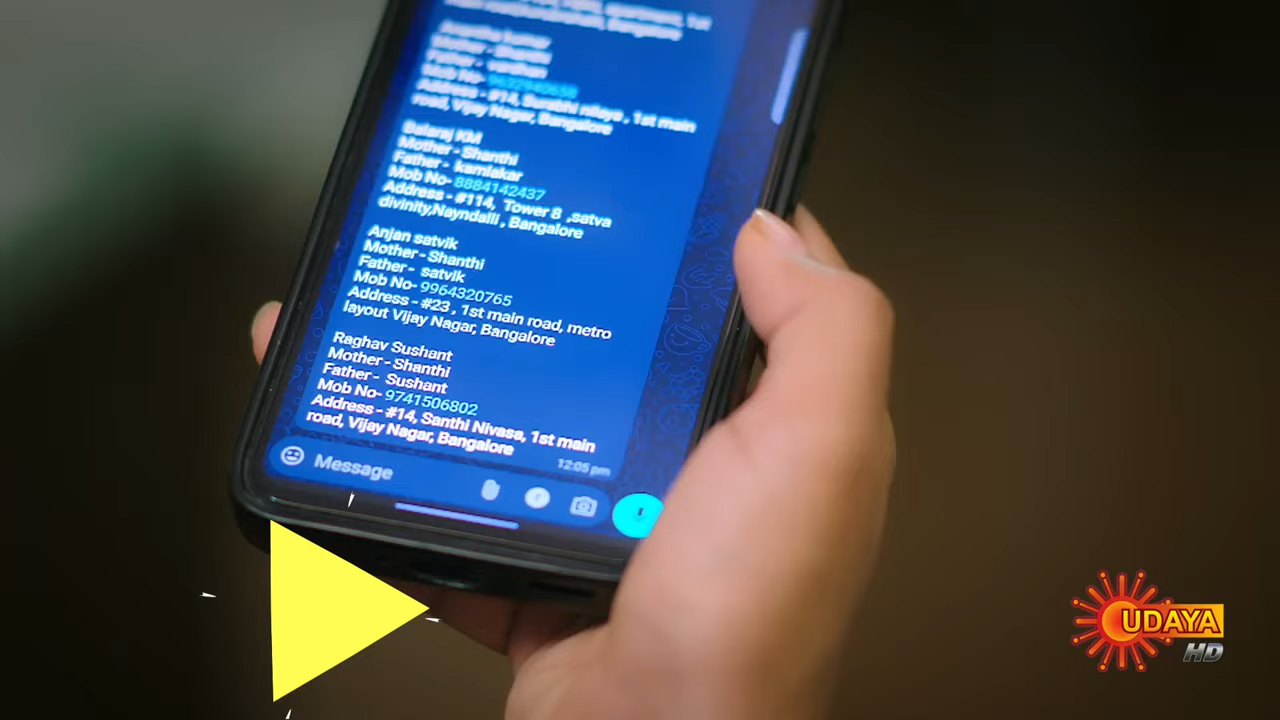 road, Vijay Nagar, Bangalore
Balaraj KM
Mother - Shanthi
Father - kamlakar
Mob No- 8884142437
Address - #114, Tower 8 ,satva
divinity,Nayndalli , Bangalore
Anjan satvik
Mother - Shanthi
Father - satvik
Mob No- 9964320765
Address - #23 , 1st main road, metro
layout Vijay Nagar, Bangalore
Raghav Sushant
Mother - Shanthi
Father - Sushant
Mob No- 9741506802
Address - #14, Santhi Nivasa, 1st main
road, Vijay Nagar, Bangalore
12:05 pm
Message
UDAYA
HD